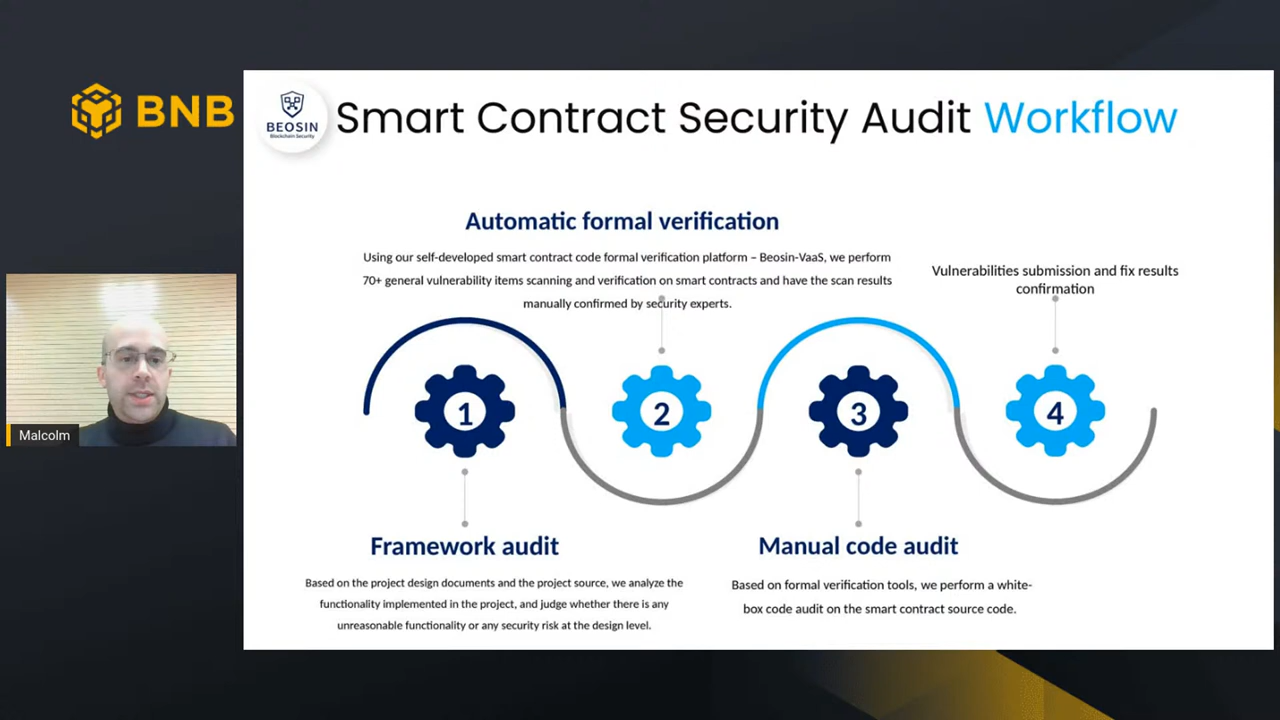 BNB
BEOSIN
Blockchain Security
Smart Contract Security Audit Workflow
Automatic formal verification
Using our self-developed smart contract code formal verification platform – Beosin-VaaS, we perform
70+ general vulnerability items scanning and verification on smart contracts and have the scan results
manually confirmed by security experts.
Vulnerabilities submission and fix results
confirmation
Malcolm
1
2
3
4
Framework audit
Based on the project design documents and the project source, we analyze the
functionality implemented in the project, and judge whether there is any
unreasonable functionality or any security risk at the design level.
Manual code audit
Based on formal verification tools, we perform a white-
box code audit on the smart contract source code.